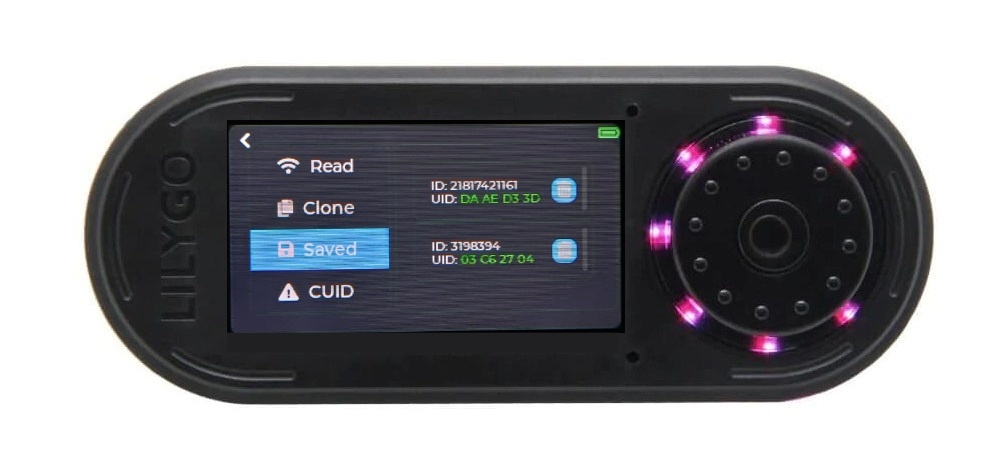 LILYGO
Read
Clone
Saved
CUID
ID: 21817421161
UID: DA AE D3 3D
ID: 3198394
UID: 03 C6 27 04